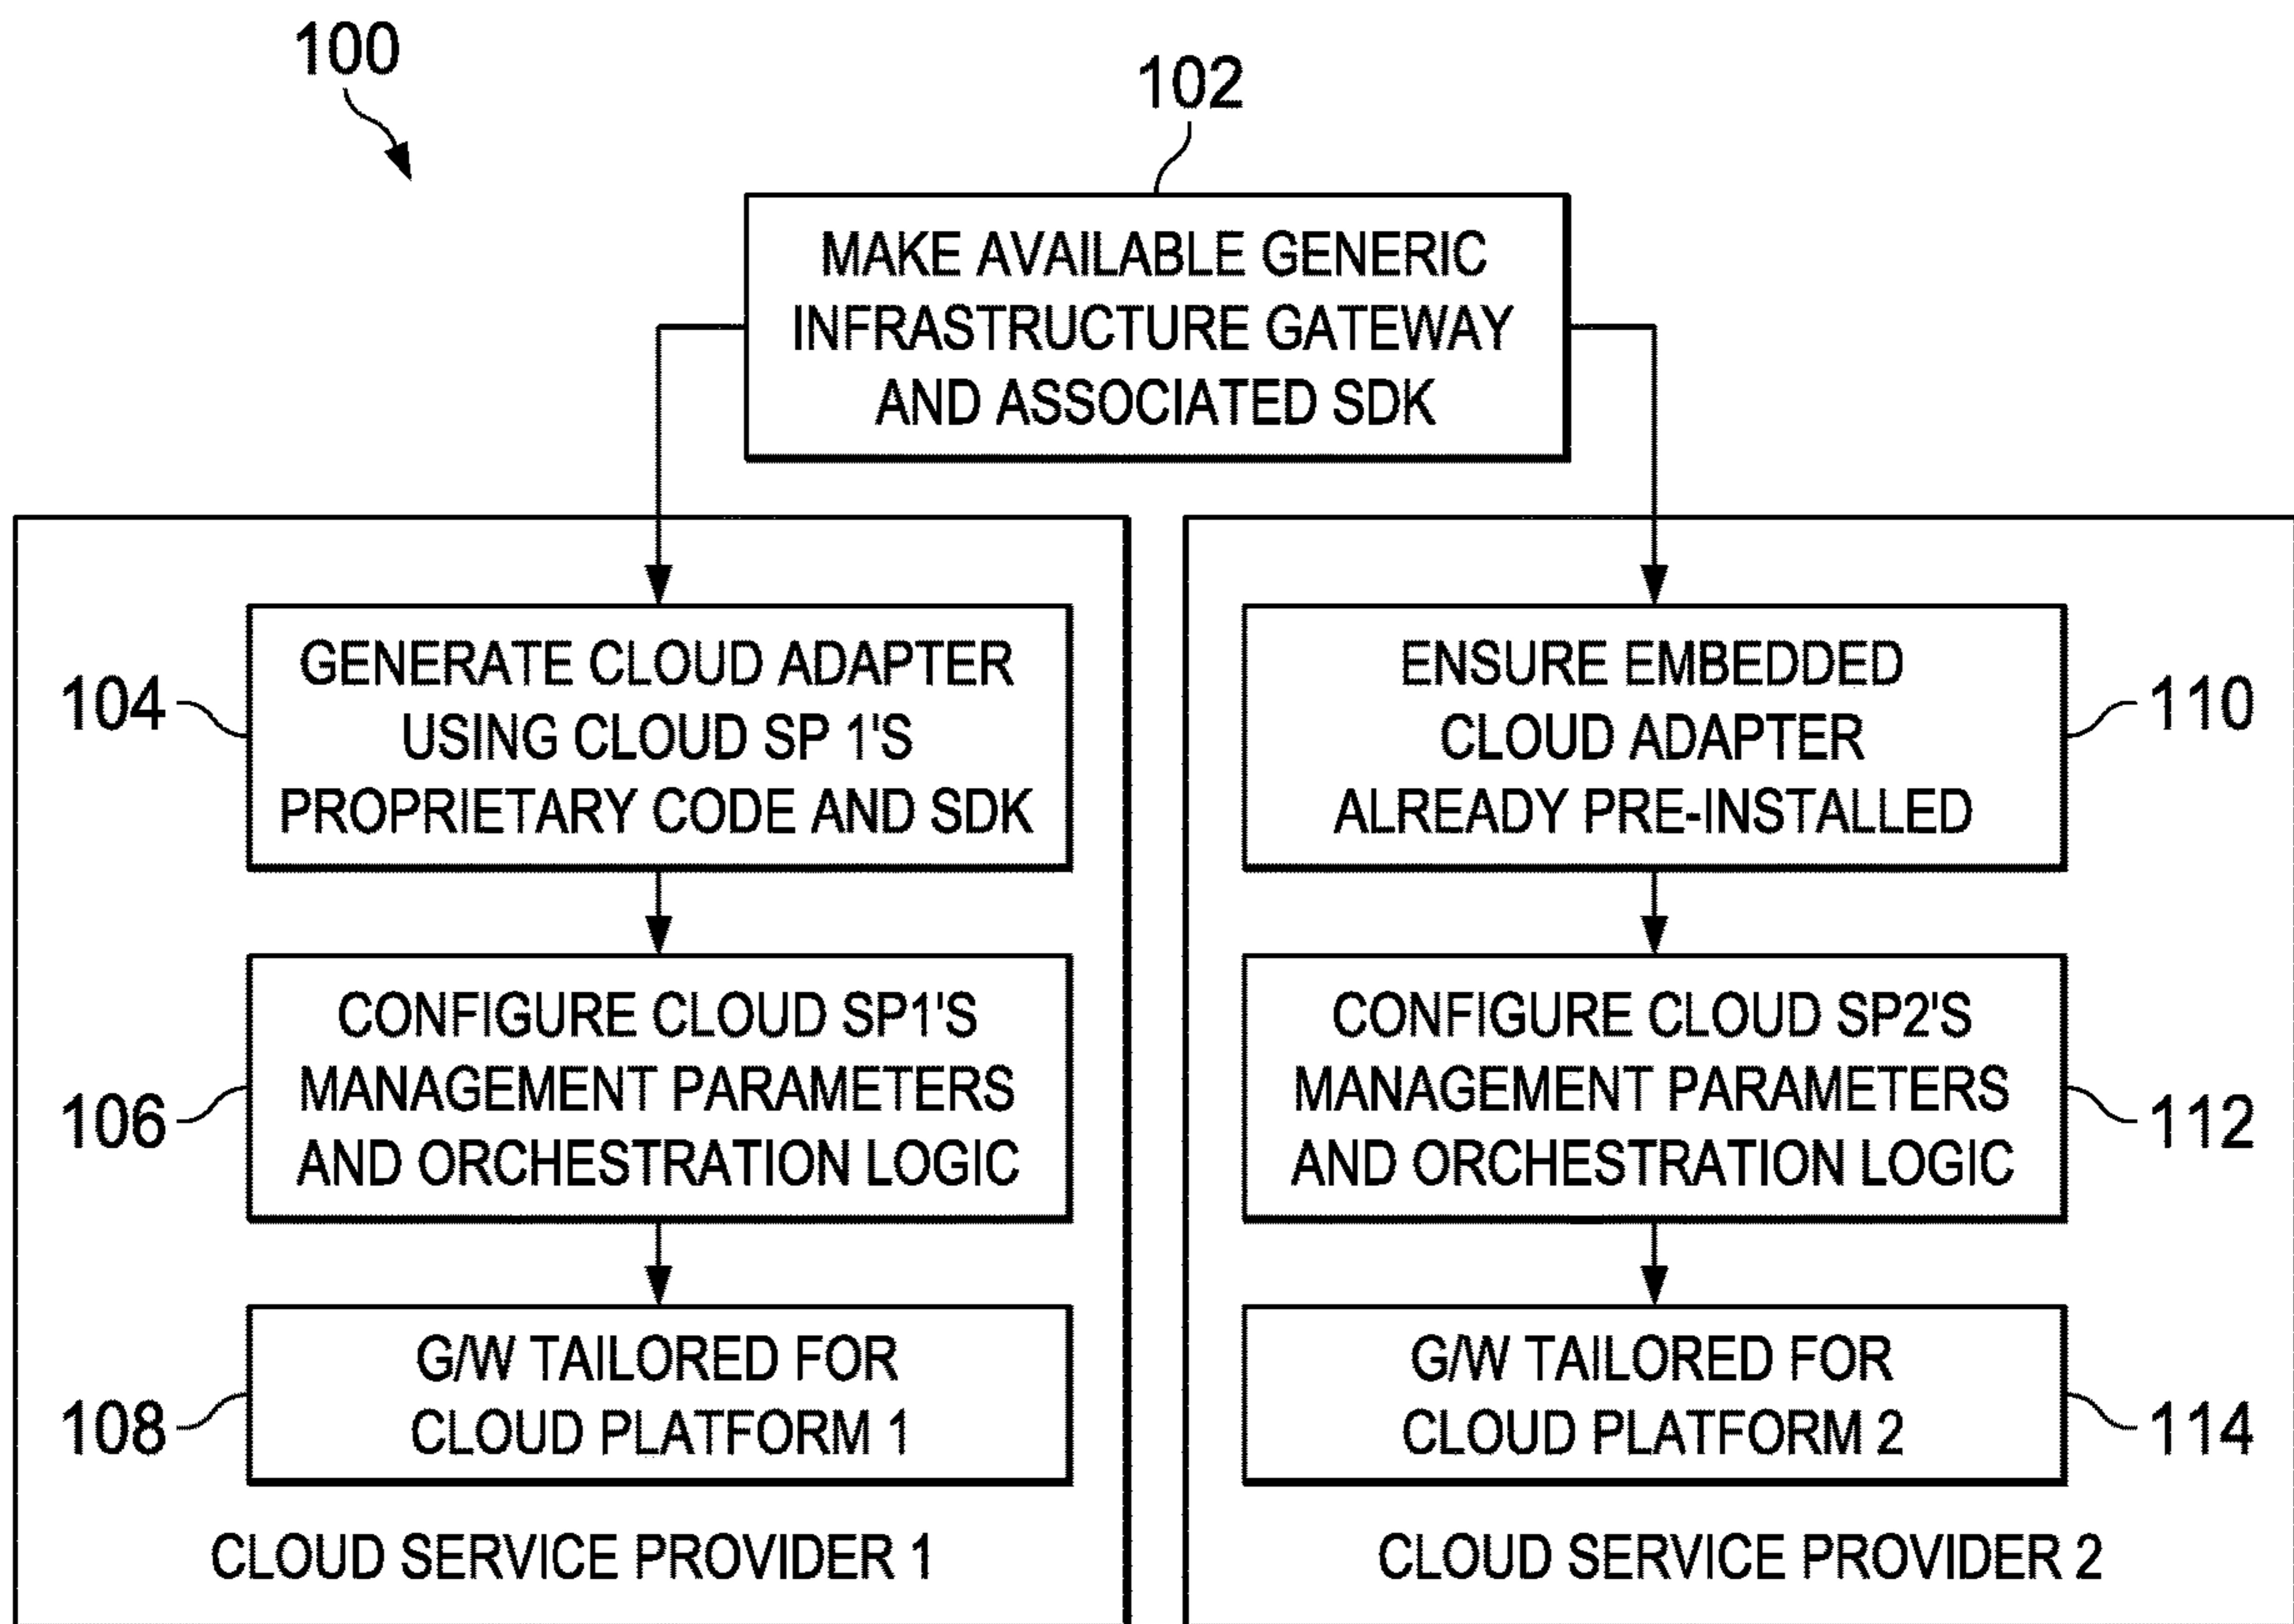 100
102
MAKE AVAILABLE GENERIC
INFRASTRUCTURE GATEWAY
AND ASSOCIATED SDK
104
GENERATE CLOUD ADAPTER
USING CLOUD SP 1'S
PROPRIETARY CODE AND SDK
106
CONFIGURE CLOUD SP1'S
MANAGEMENT PARAMETERS
AND ORCHESTRATION LOGIC
108
G/W TAILORED FOR
CLOUD PLATFORM 1
CLOUD SERVICE PROVIDER 1
ENSURE EMBEDDED
CLOUD ADAPTER
ALREADY PRE-INSTALLED
110
CONFIGURE CLOUD SP2'S
MANAGEMENT PARAMETERS
AND ORCHESTRATION LOGIC
112
G/W TAILORED FOR
CLOUD PLATFORM 2
114
CLOUD SERVICE PROVIDER 2